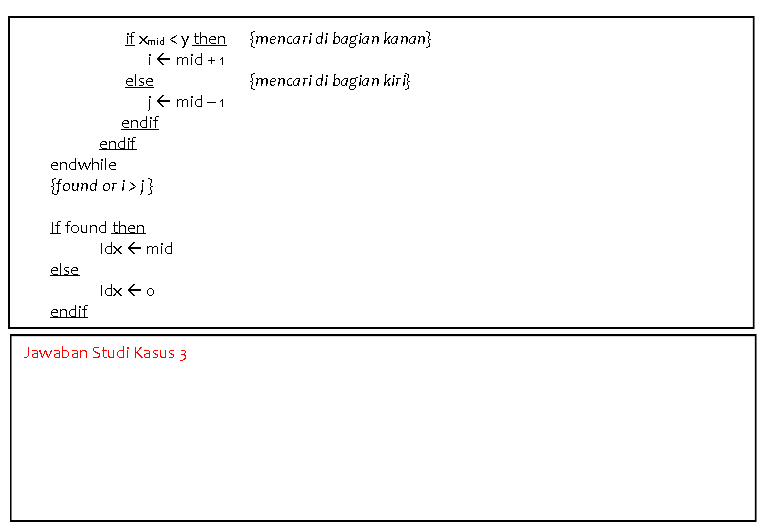 if xmid < y then {mencari di bagian kanan}
i ← mid + 1
else {mencari di bagian kiri}
j ← mid – 1
endif
endif
endwhile
{found or i > j }
If found then
Idx ← mid
else
Idx ← 0
endif
Jawaban Studi Kasus 3